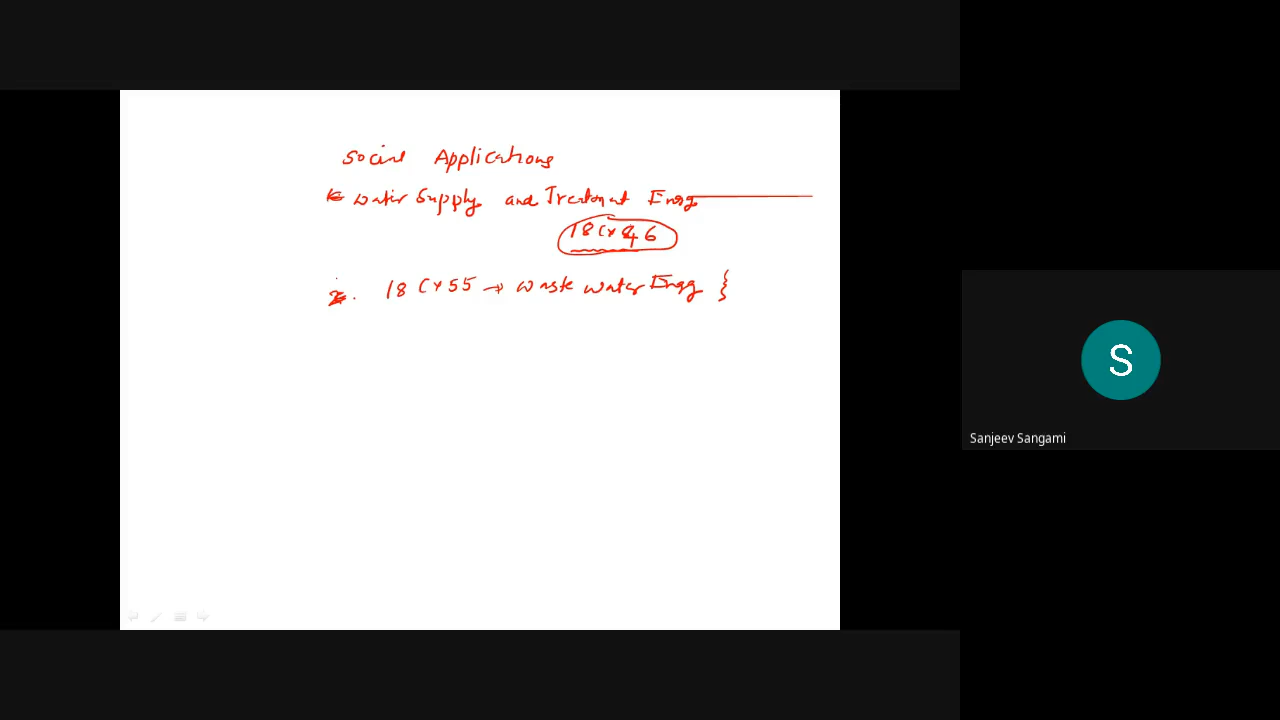 Social Applications
Water Supply and Treatment Engg
18CV46
2. 18CV55 → Waste Water Engg }
S
Sanjeev Sangami